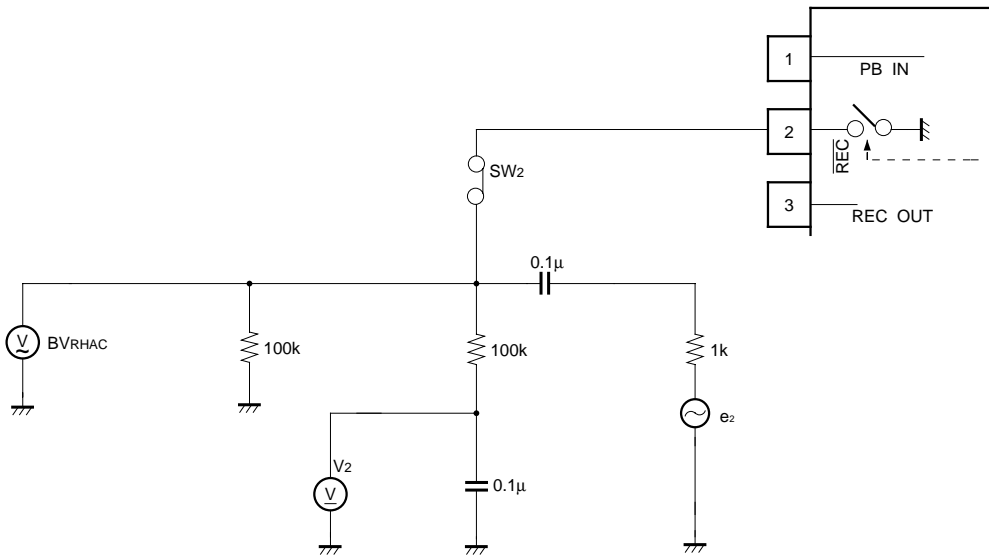 1
PB IN
2
REC
SW2
3
REC OUT
0.1μ
V
~
BVRHAC
100k
100k
1k
e2
V2
V
0.1μ